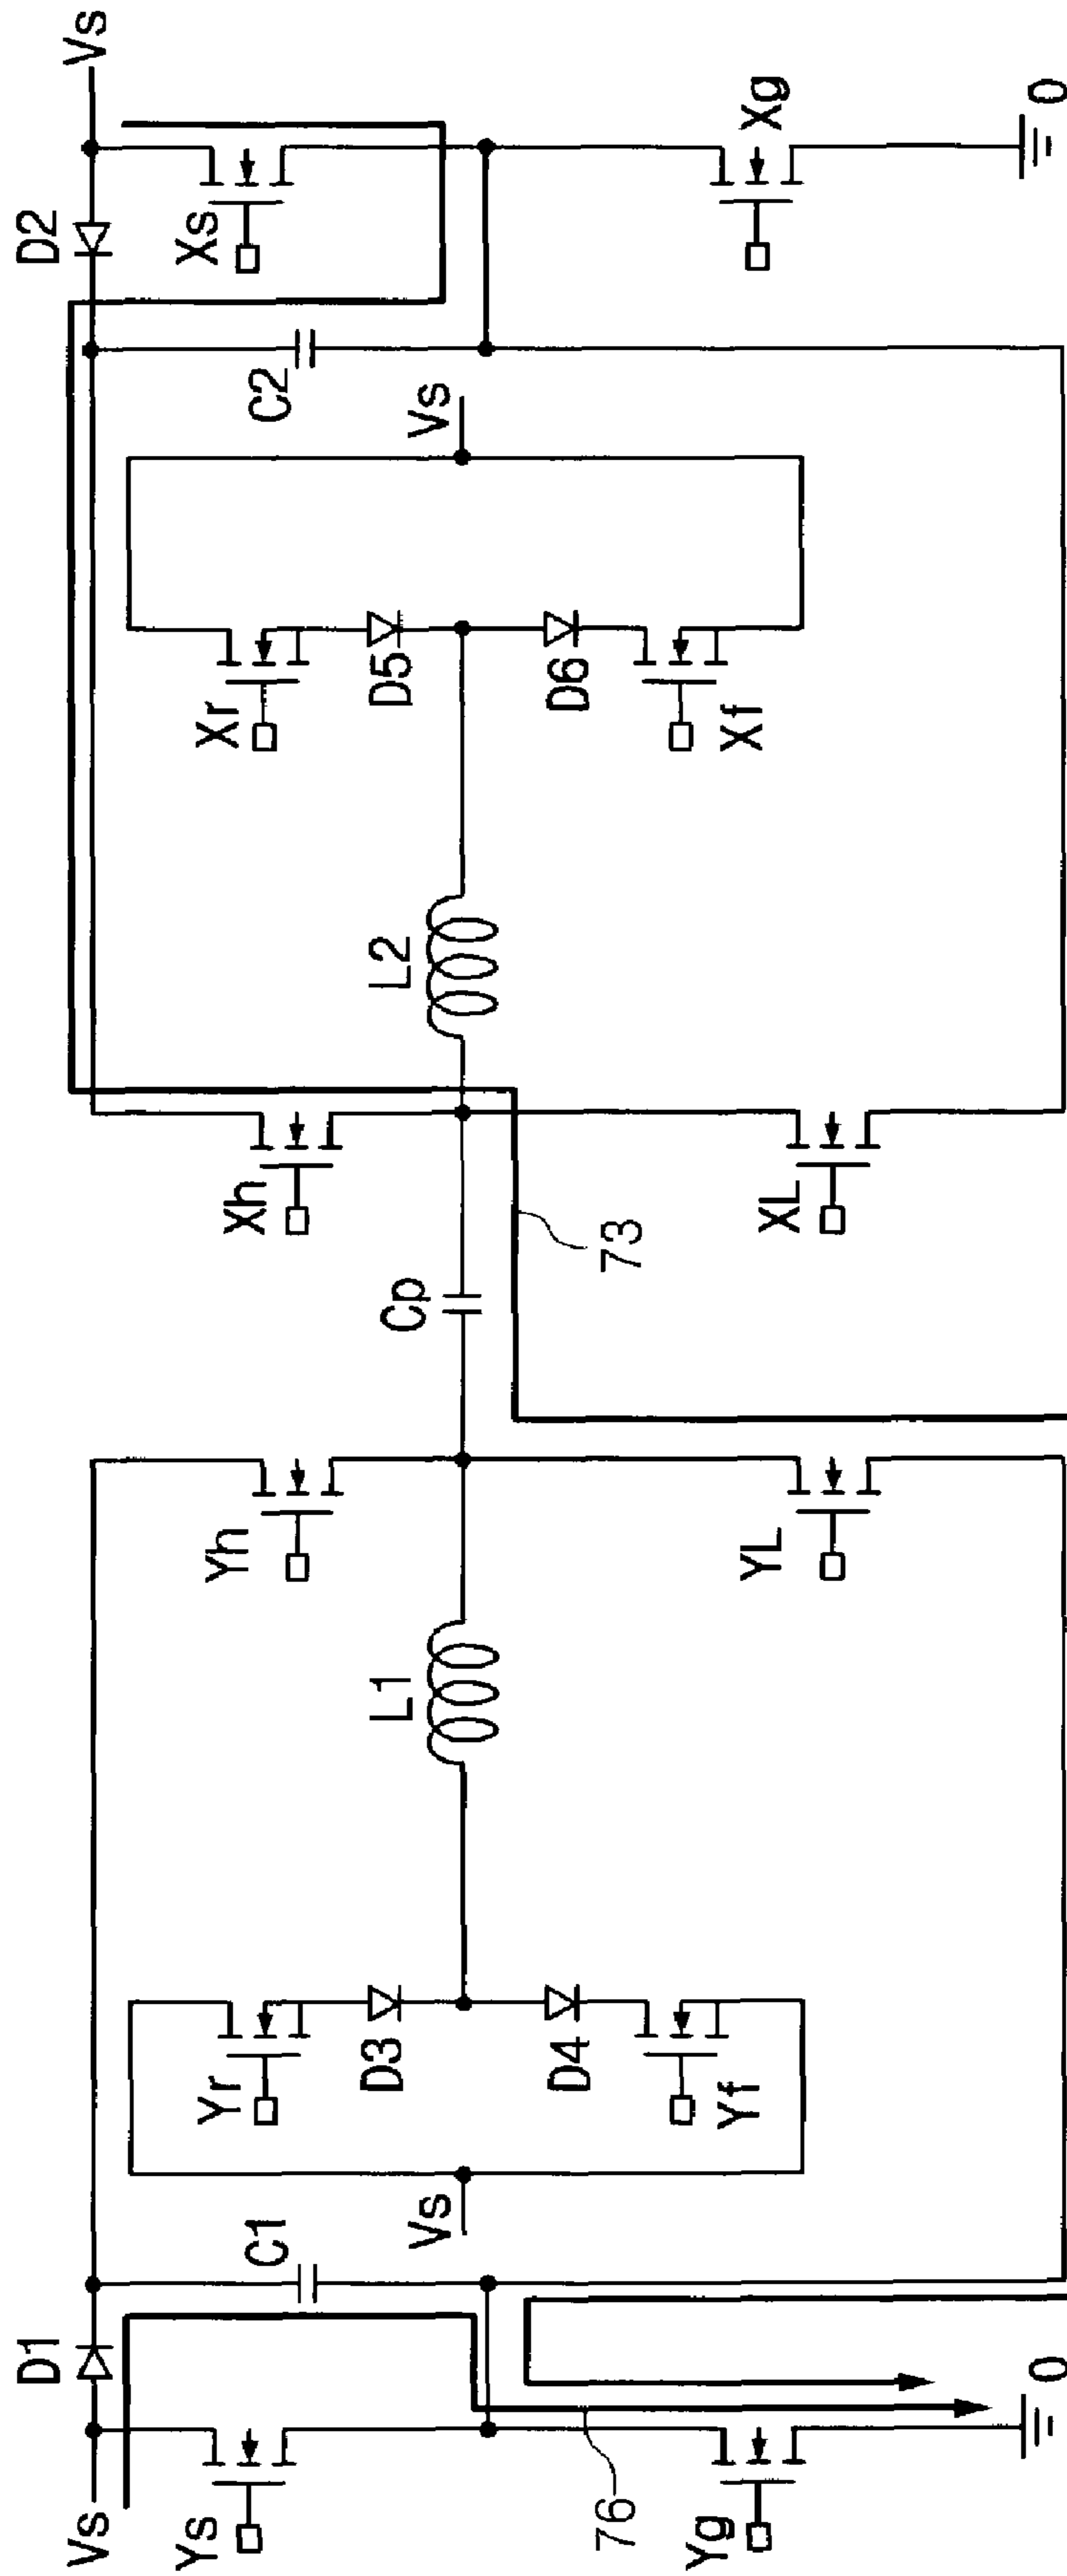 Vs
D2
Xs
Xg
0
C2
Vs
Xr
D5
D6
Xf
L2
Xh
XL
73
Cp
Yh
YL
L1
Yr
D3
D4
Yf
Vs
C1
D1
0
Vs
Ys
76
Yg